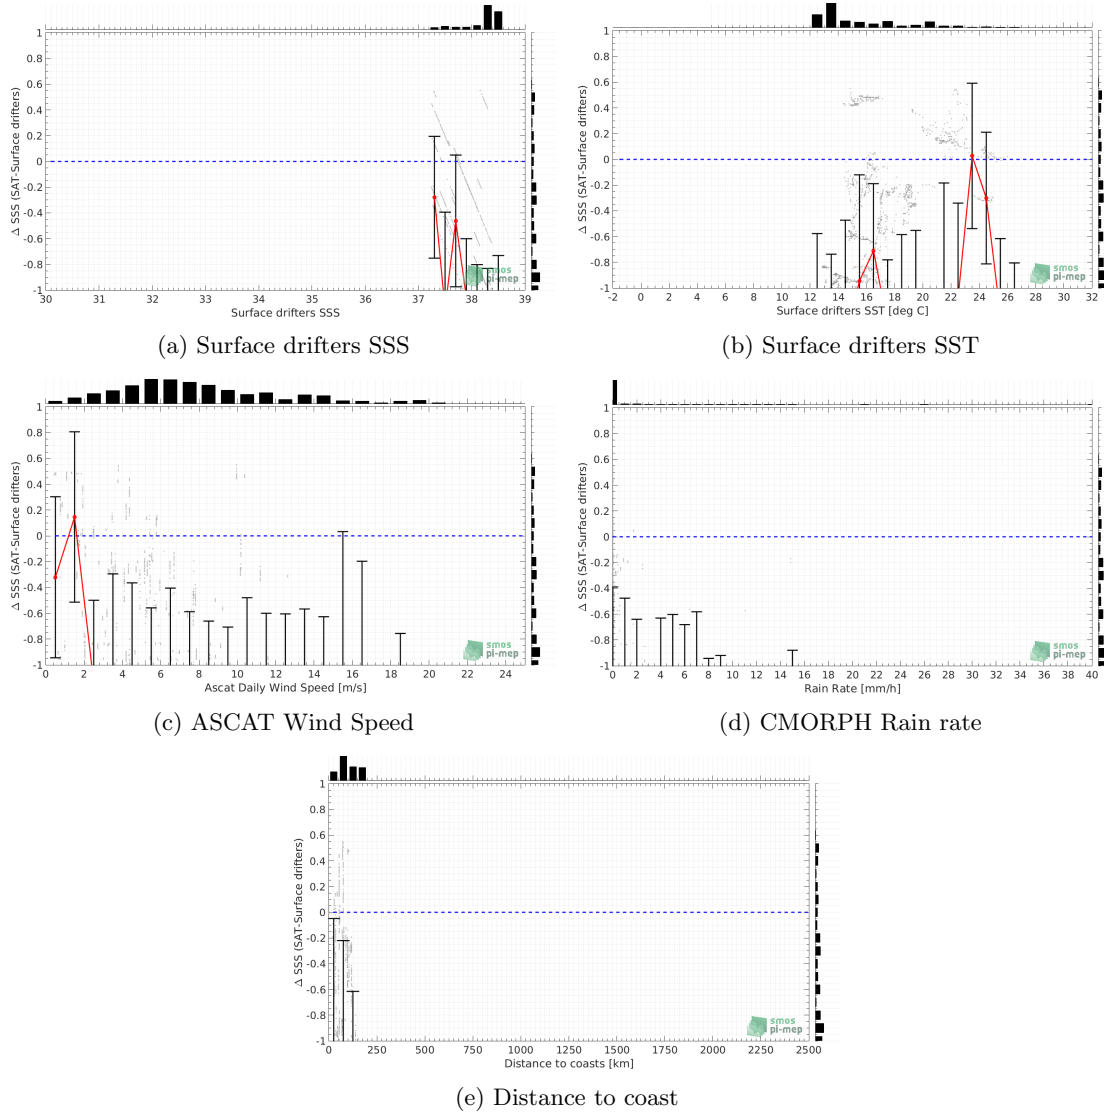 1
0.8
0.6
0.4
0.2
0
-0.2
-0.4
-0.6
-0.8
-1
Δ SSS (SAT-Surface drifters)
30 31 32 33 34 35 36 37 38 39
Surface drifters SSS
smos
pi-mep
(a) Surface drifters SSS
1
0.8
0.6
0.4
0.2
0
-0.2
-0.4
-0.6
-0.8
-1
Δ SSS (SAT-Surface drifters)
-2 0 2 4 6 8 10 12 14 16 18 20 22 24 26 28 30 32
Surface drifters SST [deg C]
smos
pi-mep
(b) Surface drifters SST
1
0.8
0.6
0.4
0.2
0
-0.2
-0.4
-0.6
-0.8
-1
Δ SSS (SAT-Surface drifters)
0 2 4 6 8 10 12 14 16 18 20 22 24
Ascat Daily Wind Speed [m/s]
smos
pi-mep
(c) ASCAT Wind Speed
1
0.8
0.6
0.4
0.2
0
-0.2
-0.4
-0.6
-0.8
-1
Δ SSS (SAT-Surface drifters)
0 2 4 6 8 10 12 14 16 18 20 22 24 26 28 30 32 34 36 38 40
Rain Rate [mm/h]
smos
pi-mep
(d) CMORPH Rain rate
1
0.8
0.6
0.4
0.2
0
-0.2
-0.4
-0.6
-0.8
-1
Δ SSS (SAT-Surface drifters)
0 250 500 750 1000 1250 1500 1750 2000 2250 2500
Distance to coasts [km]
smos
pi-mep
(e) Distance to coast